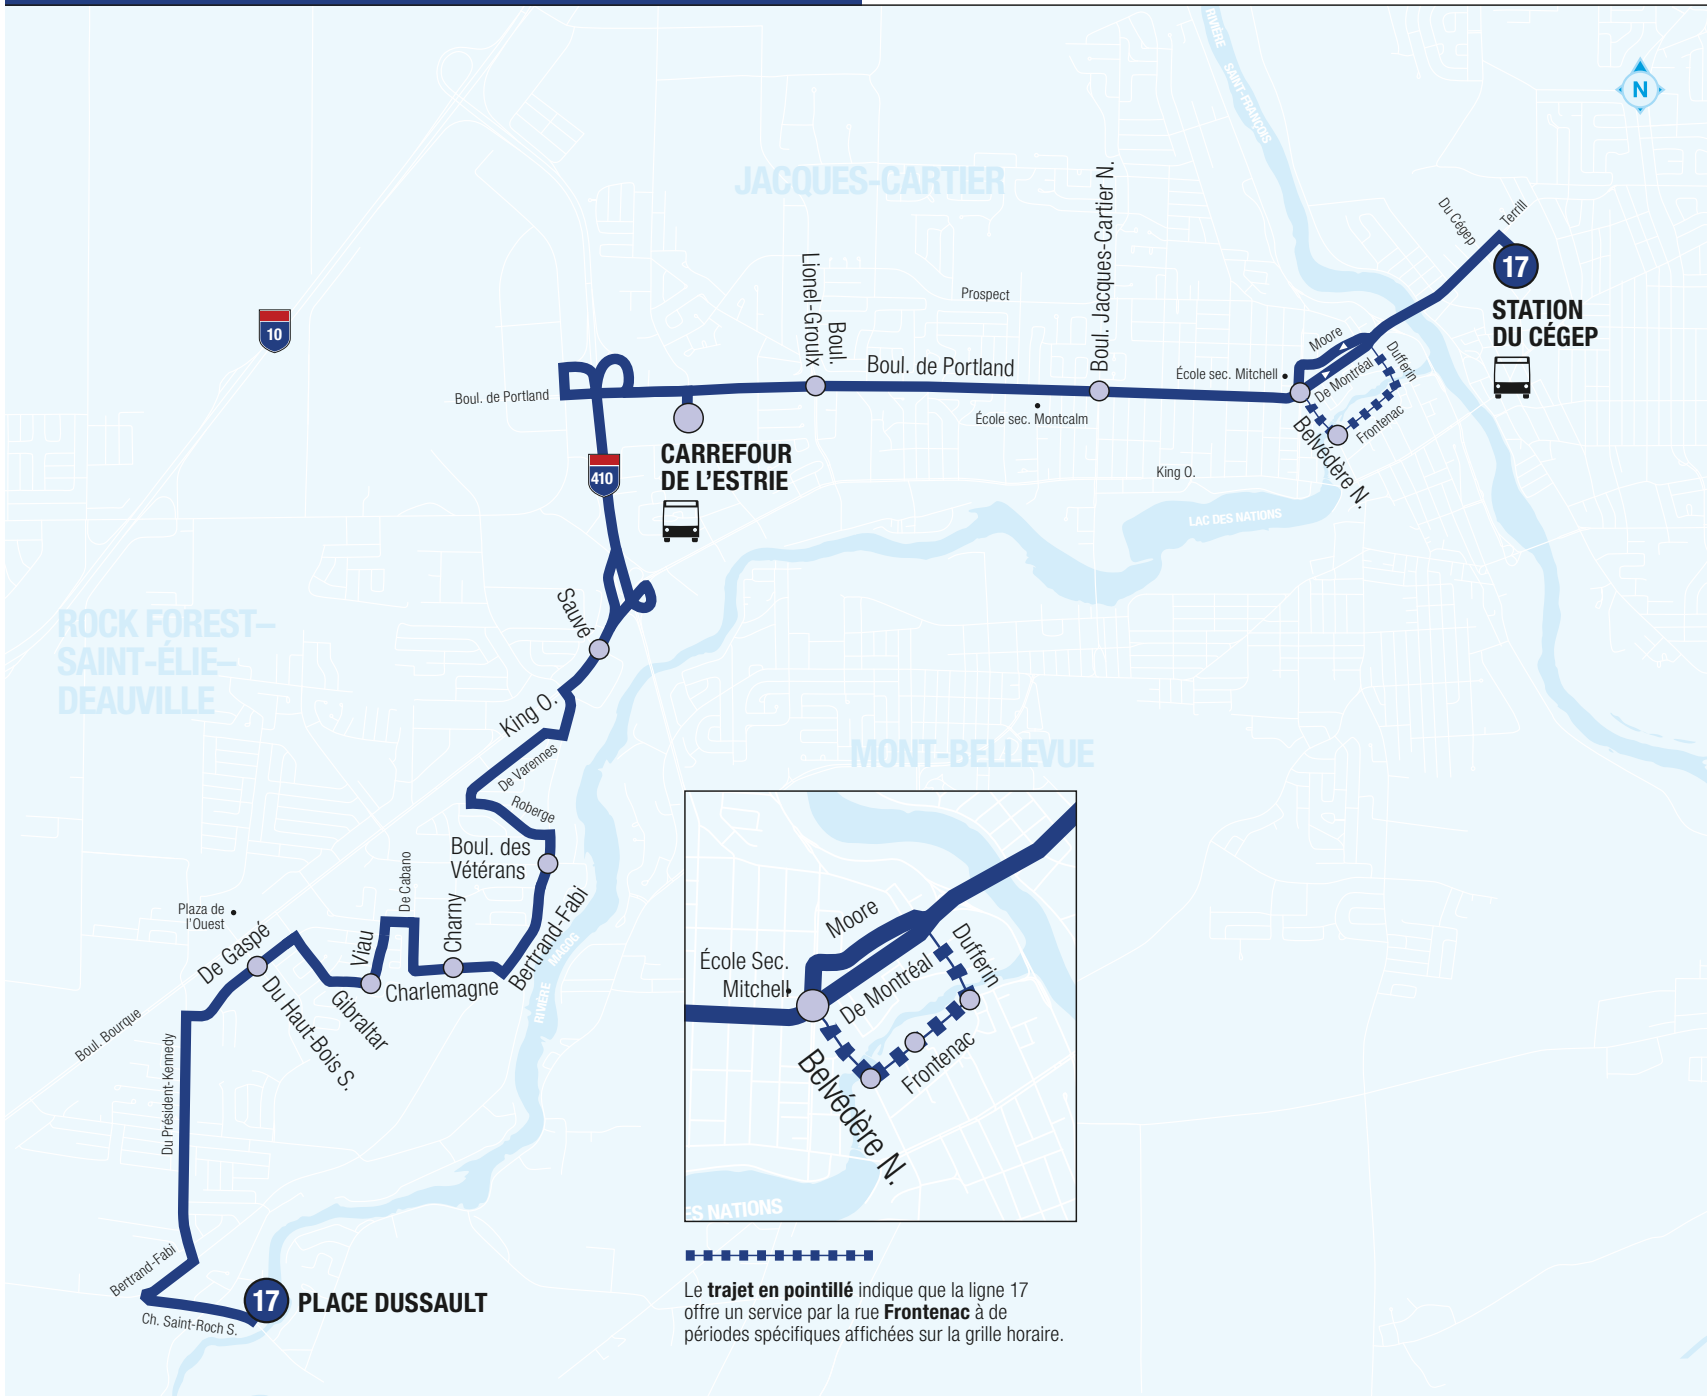 RIVIÈRE SAINT-FRANÇOIS
N
JACQUES-CARTIER
Du Cégep
Terrill
17
STATION
DU CÉGEP
10
Lionel-Groulx
Boul.
Prospect
Boul. Jacques-Cartier N.
Boul. de Portland
Boul. de Portland
École sec. Montcalm
École sec. Mitchell
Moore
De Montréal
Dufferin
Frontenac
Belvédère N.
King O.
LAC DES NATIONS
410
CARREFOUR
DE L'ESTRIE
ROCK FOREST–
SAINT-ÉLIE–
DEAUVILLE
Sauvé
King O.
De Varennes
Roberge
MONT-BELLEVUE
Boul. des
Vétérans
De Cabano
Charny
Bertrand-Fabi
RIVIÈRE MAGOG
Plaza de
l'Ouest
De Gaspé
Viau
Charlemagne
Gibraltar
Du Haut-Bois S.
Boul. Bourque
Du Président-Kennedy
Bertrand-Fabi
Ch. Saint-Roch S.
17
PLACE DUSSAULT
Moore
École Sec.
Mitchell
De Montréal
Dufferin
Frontenac
Belvédère N.
ES NATIONS
Le trajet en pointillé indique que la ligne 17
offre un service par la rue Frontenac à de
périodes spécifiques affichées sur la grille horaire.